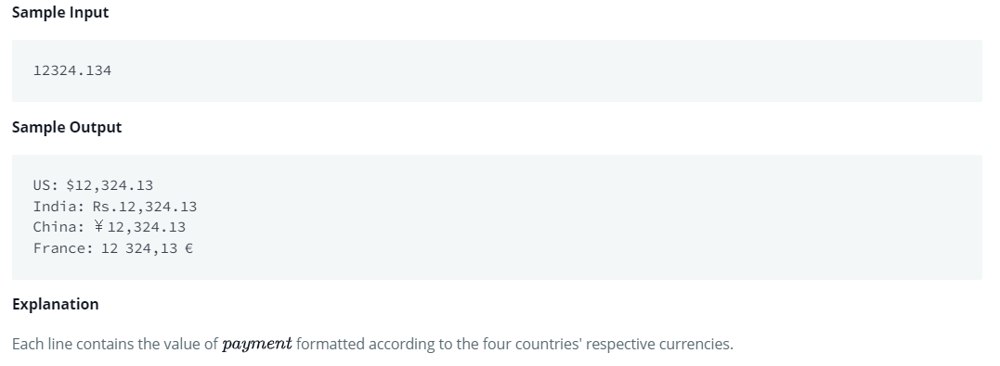 Sample Input
12324.134
Sample Output
US: $12,324.13
India: Rs.12,324.13
China: ￥12,324.13
France: 12 324,13 €
Explanation
Each line contains the value of payment formatted according to the four countries' respective currencies.